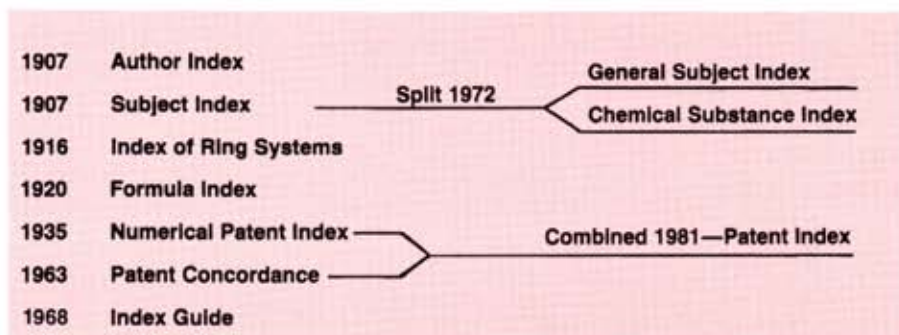 1907 Author Index
General Subject Index
1907 Subject Index Split 1972
Chemical Substance Index
1916 Index of Ring Systems
1920 Formula Index
1935 Numerical Patent Index
Combined 1981—Patent Index
1963 Patent Concordance
1968 Index Guide